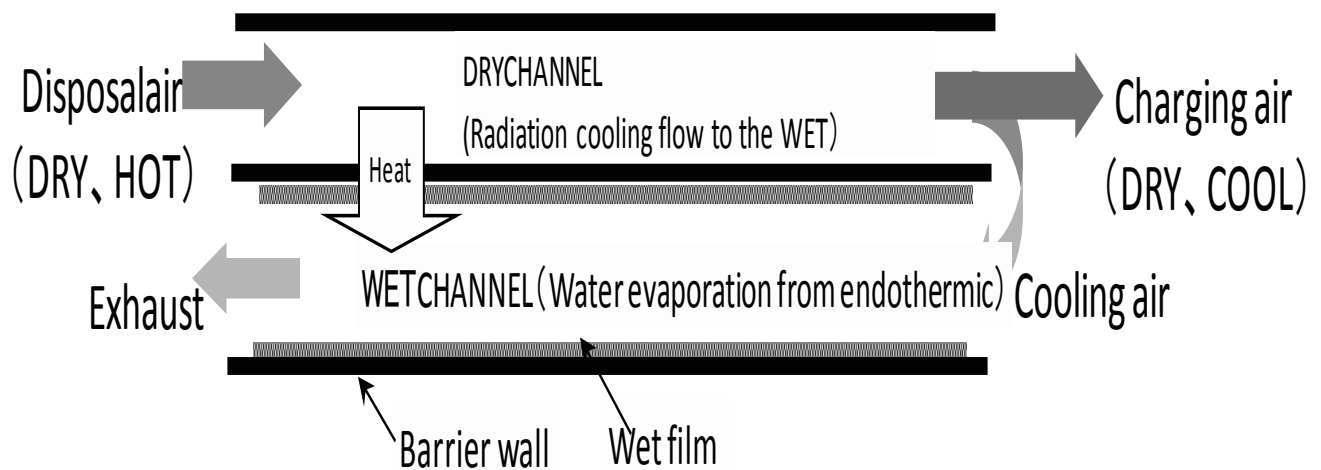 DRYCHANNEL
Disposalair
(Radiation cooling flow to the WET)
Charging air
(DRY、HOT)
Heat
(DRY、COOL)
WETCHANNEL(Water evaporation from endothermic)
Cooling air
Exhaust
Barrier wall
Wet film